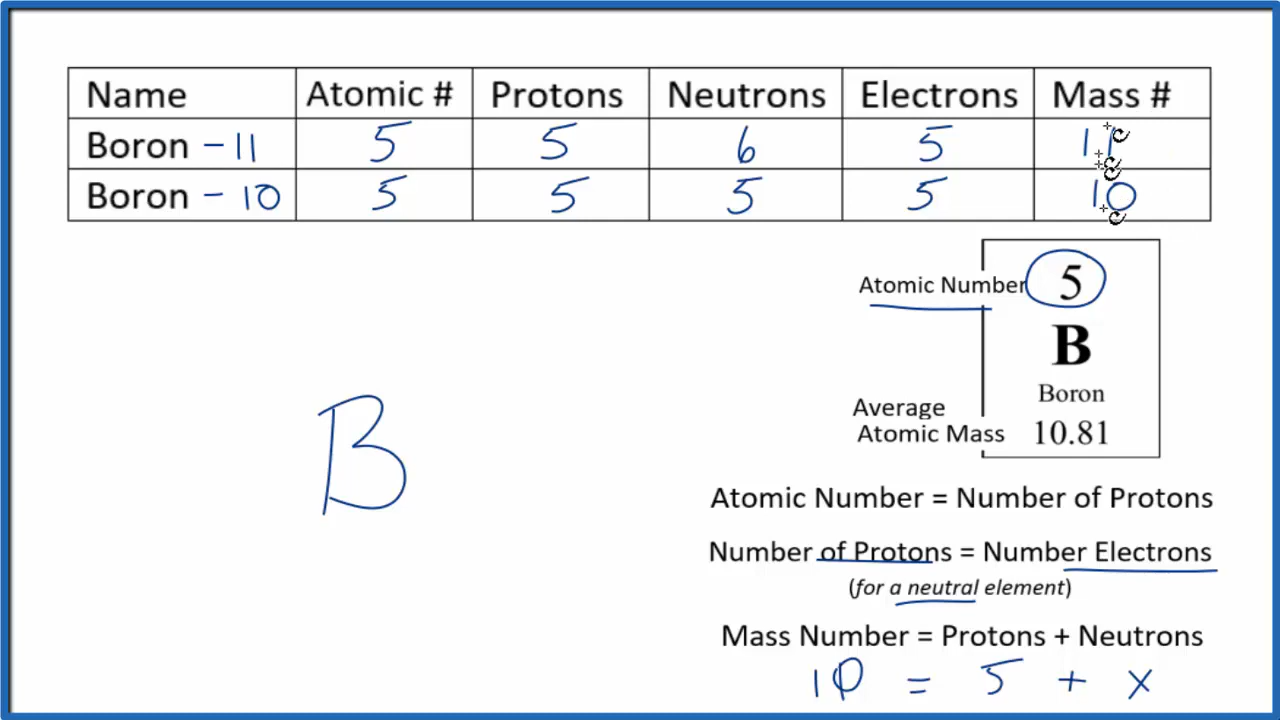 Name Atomic # Protons Neutrons Electrons Mass #
Boron - 11 5 5 6 5 11
Boron - 10 5 5 5 5 10
Atomic Number 5
B
Boron
Average
Atomic Mass 10.81
B
Atomic Number = Number of Protons
Number of Protons = Number Electrons
(for a neutral element)
Mass Number = Protons + Neutrons
10 = 5 + x